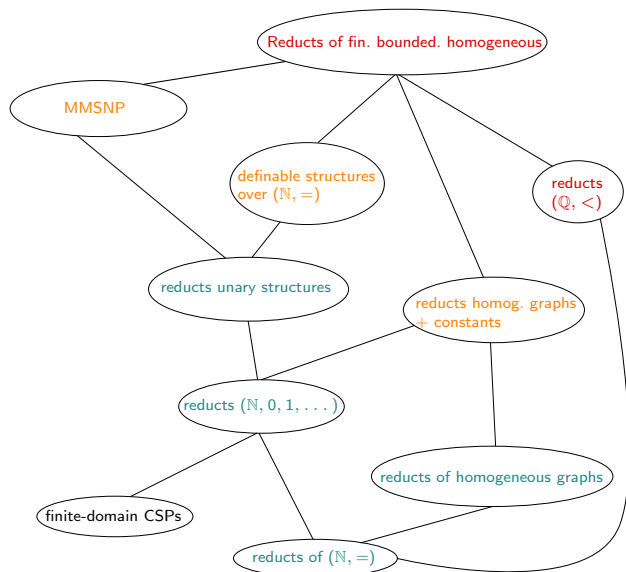 Reducts of fin. bounded. homogeneous
MMSNP
definable structures
over (ℕ, =)
reducts
(ℚ, <)
reducts unary structures
reducts homog. graphs
+ constants
reducts (ℕ, 0, 1, . . . )
reducts of homogeneous graphs
finite-domain CSPs
reducts of (ℕ, =)